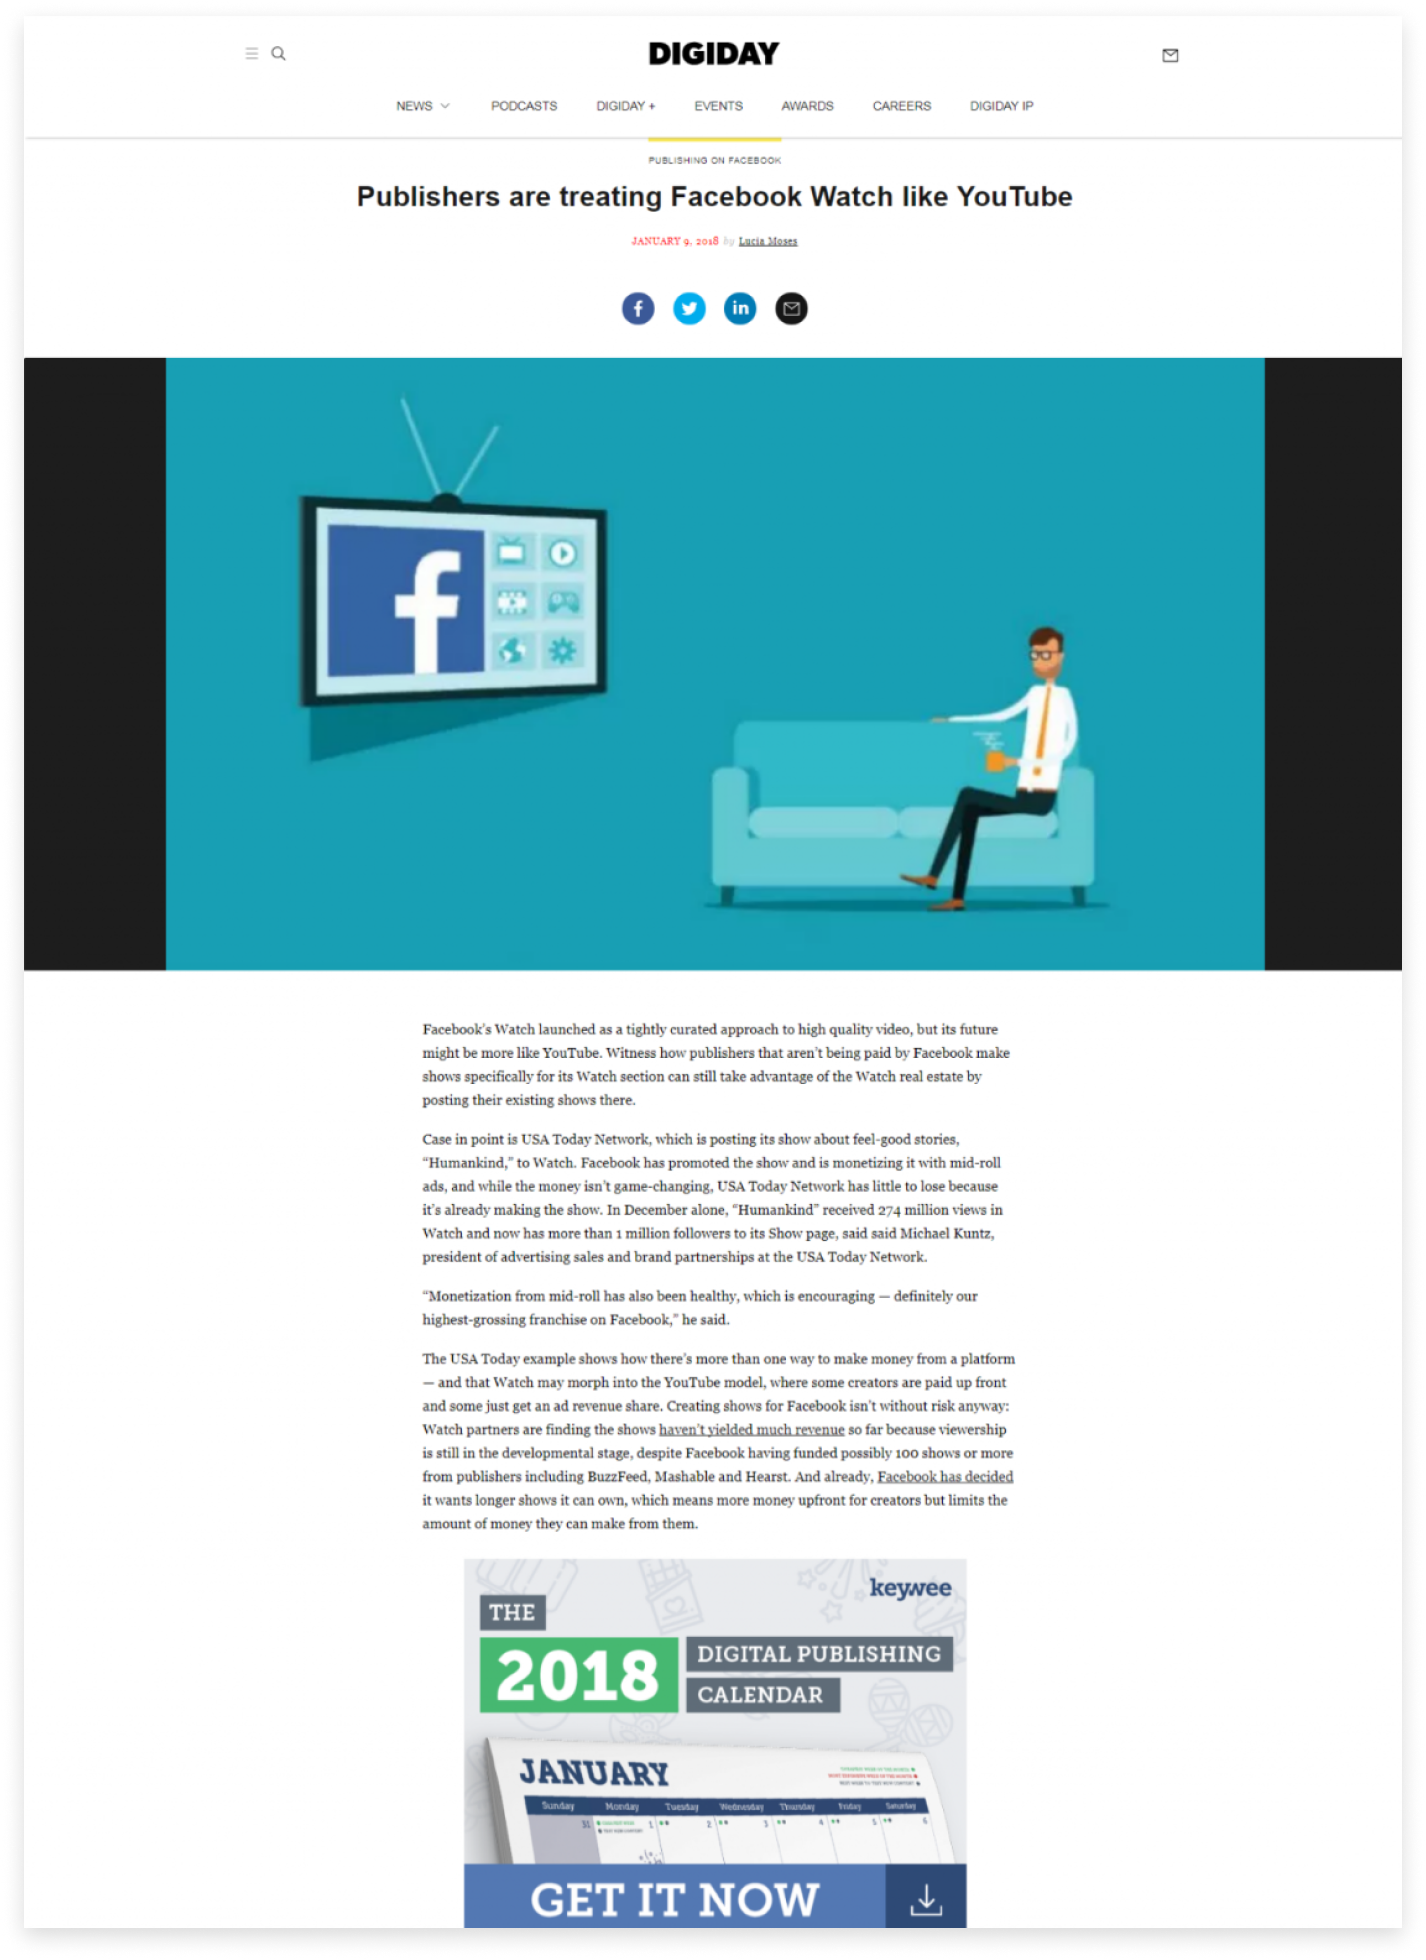 DIGIDAY
NEWS PODCASTS DIGIDAY + EVENTS AWARDS CAREERS DIGIDAY IP
PUBLISHING ON FACEBOOK
Publishers are treating Facebook Watch like YouTube
JANUARY 9, 2018 by Lucia Moses
f in
f
Facebook's Watch launched as a tightly curated approach to high quality video, but its future
might be more like YouTube. Witness how publishers that aren't being paid by Facebook make
shows specifically for its Watch section can still take advantage of the Watch real estate by
posting their existing shows there.
Case in point is USA Today Network, which is posting its show about feel-good stories,
“Humankind,” to Watch. Facebook has promoted the show and is monetizing it with mid-roll
ads, and while the money isn't game-changing, USA Today Network has little to lose because
it's already making the show. In December alone, “Humankind” received 274 million views in
Watch and now has more than 1 million followers to its Show page, said said Michael Kuntz,
president of advertising sales and brand partnerships at the USA Today Network.
“Monetization from mid-roll has also been healthy, which is encouraging — definitely our
highest-grossing franchise on Facebook,” he said.
The USA Today example shows how there's more than one way to make money from a platform
— and that Watch may morph into the YouTube model, where some creators are paid up front
and some just get an ad revenue share. Creating shows for Facebook isn't without risk anyway:
Watch partners are finding the shows haven't yielded much revenue so far because viewership
is still in the developmental stage, despite Facebook having funded possibly 100 shows or more
from publishers including BuzzFeed, Mashable and Hearst. And already, Facebook has decided
it wants longer shows it can own, which means more money upfront for creators but limits the
amount of money they can make from them.
keywee
THE
2018 DIGITAL PUBLISHING
CALENDAR
JANUARY
Sunday Monday Tuesday Wednesday Thursday Friday Saturday
31 1 2 3 4 5 6
GET IT NOW